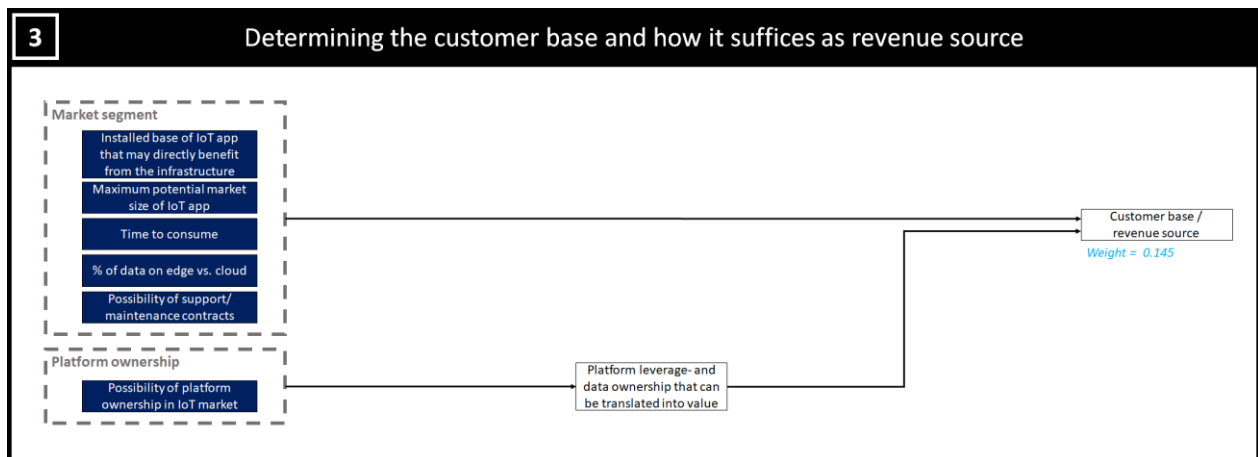 3
Determining the customer base and how it suffices as revenue source
Market segment
Installed base of IoT app
that may directly benefit
from the infrastructure
Maximum potential market
size of IoT app
Time to consume
% of data on edge vs. cloud
Possibility of support/
maintenance contracts
Customer base /
revenue source
Weight = 0.145
Platform ownership
Possibility of platform
ownership in IoT market
Platform leverage- and
data ownership that can
be translated into value